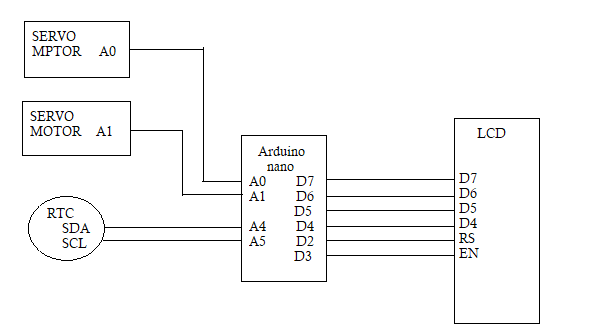 SERVO
MPTOR A0
SERVO
MOTOR A1
RTC
SDA
SCL
Arduino
nano
A0 D7
A1 D6
D5
A4 D4
A5 D2
D3
LCD
D7
D6
D5
D4
RS
EN